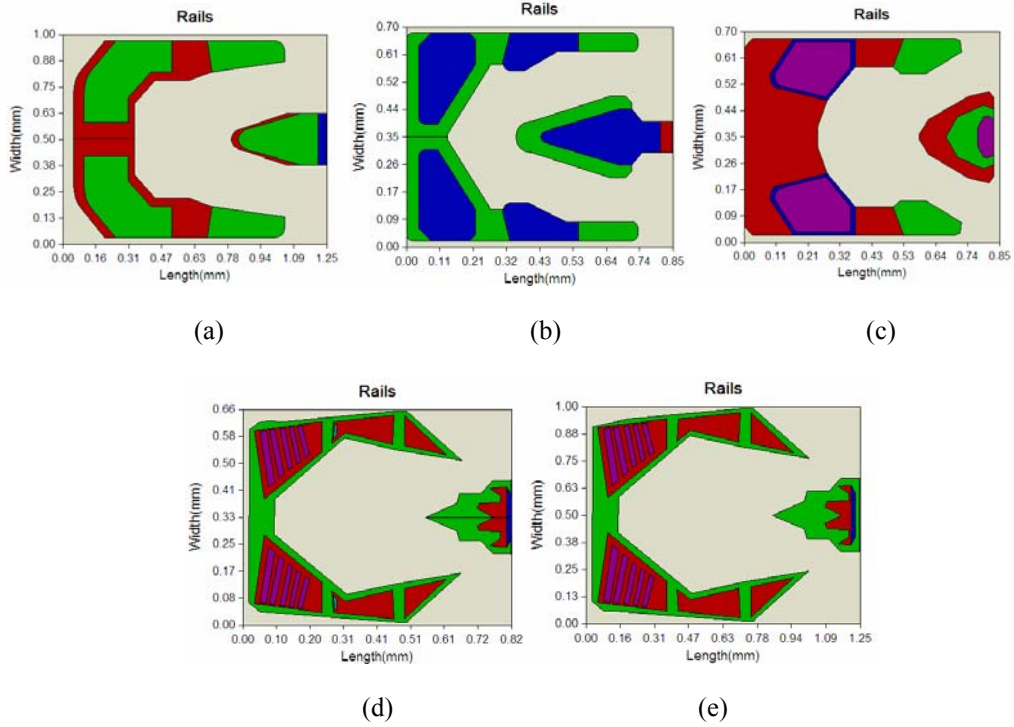 Rails
Width(mm)
1.00
0.88
0.75
0.63
0.50
0.38
0.25
0.13
0.00
0.00 0.16 0.31 0.47 0.63 0.78 0.94 1.09 1.25
Length(mm)
(a)
Rails
Width(mm)
0.70
0.61
0.52
0.44
0.35
0.26
0.17
0.09
0.00
0.00 0.11 0.21 0.32 0.43 0.53 0.64 0.74 0.85
Length(mm)
(b)
Rails
Width(mm)
0.70
0.61
0.52
0.44
0.35
0.26
0.17
0.09
0.00
0.00 0.11 0.21 0.32 0.43 0.53 0.64 0.74 0.85
Length(mm)
(c)
Rails
Width(mm)
0.66
0.58
0.50
0.41
0.33
0.25
0.17
0.08
0.00
0.00 0.10 0.20 0.31 0.41 0.51 0.61 0.72 0.82
Length(mm)
(d)
Rails
Width(mm)
1.00
0.88
0.75
0.63
0.50
0.38
0.25
0.13
0.00
0.00 0.16 0.31 0.47 0.63 0.78 0.94 1.09 1.25
Length(mm)
(e)